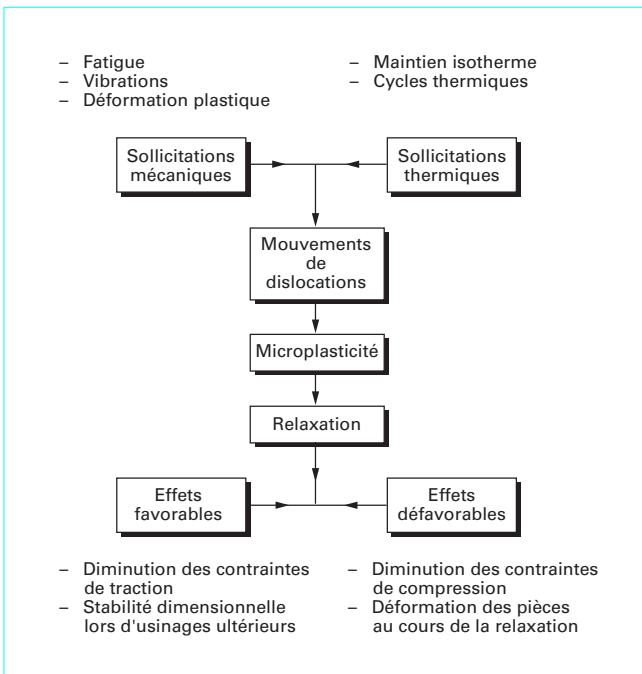 – Fatigue
– Vibrations
– Déformation plastique
– Maintien isotherme
– Cycles thermiques
Sollicitations
mécaniques
Sollicitations
thermiques
Mouvements
de
dislocations
Microplasticité
Relaxation
Effets
favorables
Effets
défavorables
– Diminution des contraintes
de traction
– Stabilité dimensionnelle
lors d'usinages ultérieurs
– Diminution des contraintes
de compression
– Déformation des pièces
au cours de la relaxation